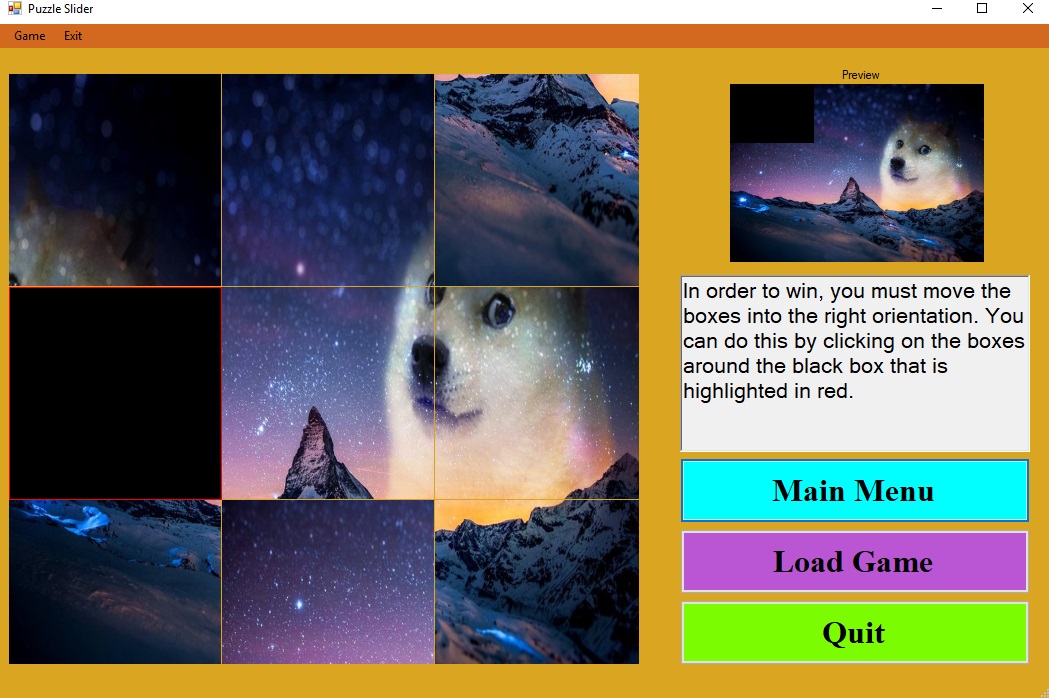 Puzzle Slider
Game Exit
Preview
In order to win, you must move the
boxes into the right orientation. You
can do this by clicking on the boxes
around the black box that is
highlighted in red.
Main Menu
Load Game
Quit